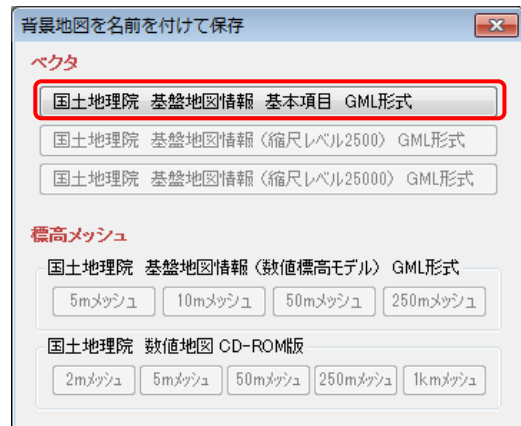 背景地図を名前を付けて保存
ベクタ
国土地理院 基盤地図情報 基本項目 GML形式
国土地理院 基盤地図情報（縮尺レベル2500） GML形式
国土地理院 基盤地図情報（縮尺レベル25000） GML形式
標高メッシュ
国土地理院 基盤地図情報（数値標高モデル） GML形式
5mメッシュ 10mメッシュ 50mメッシュ 250mメッシュ
国土地理院 数値地図 CD-ROM版
2mメッシュ 5mメッシュ 50mメッシュ 250mメッシュ 1kmメッシュ